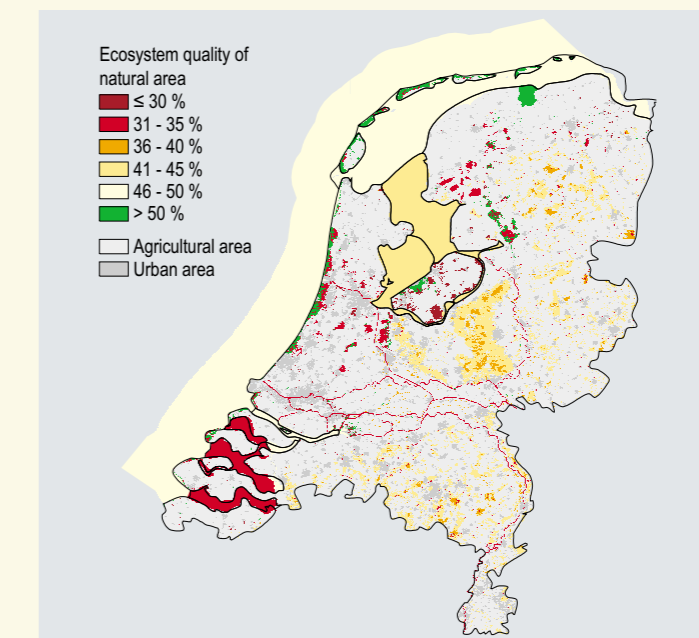 Ecosystem quality of
natural area
≤ 30 %
31 - 35 %
36 - 40 %
41 - 45 %
46 - 50 %
> 50 %
Agricultural area
Urban area